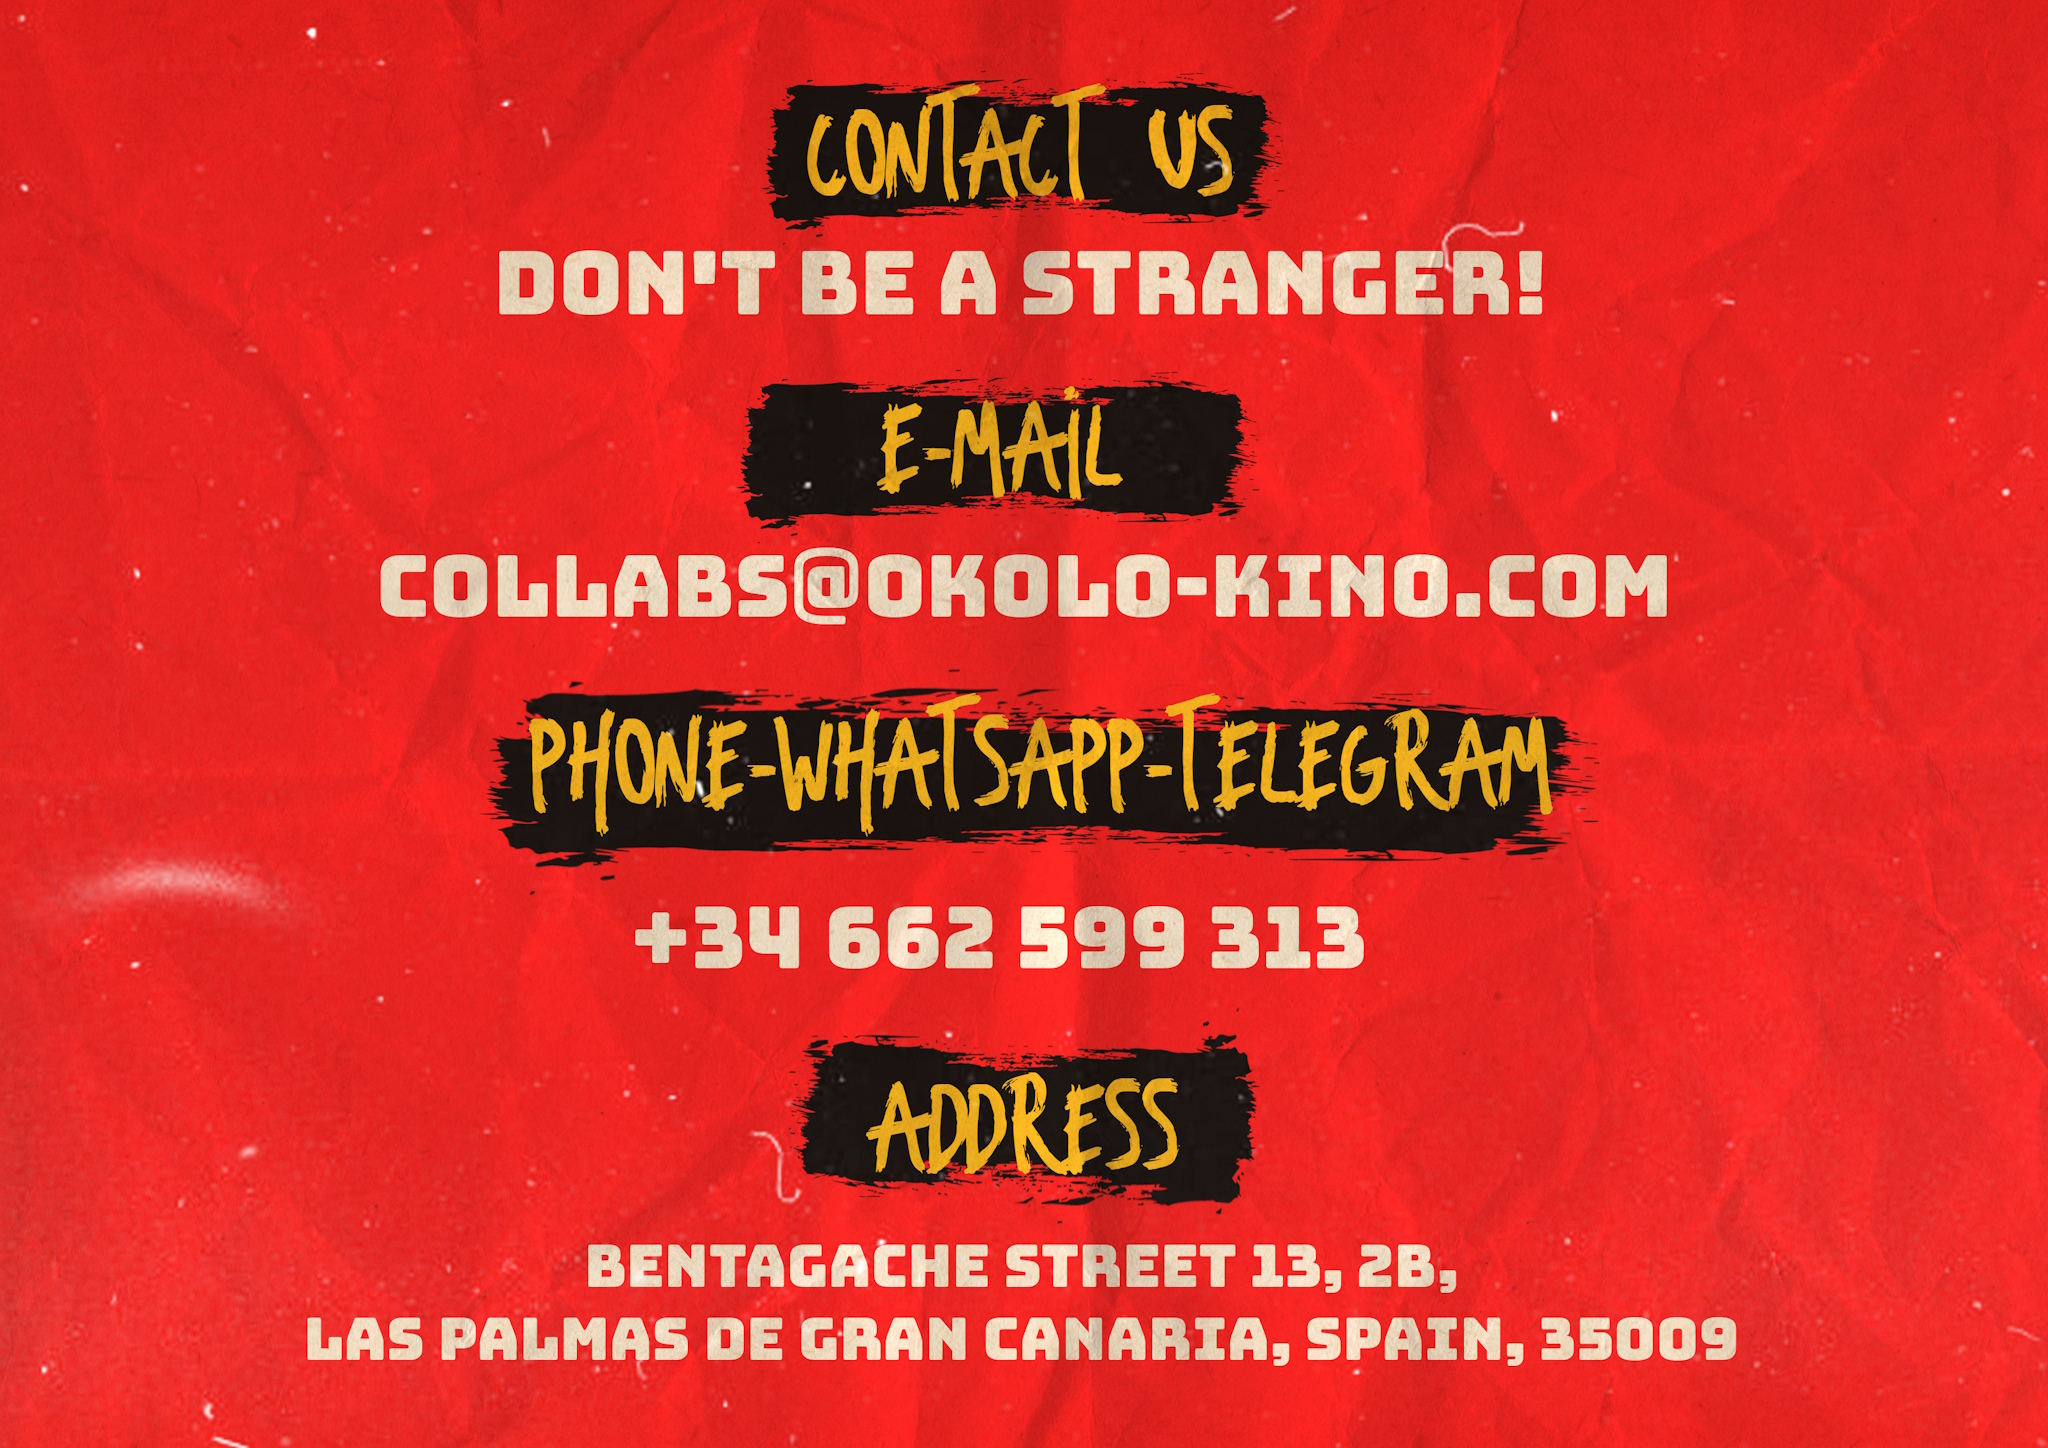 CONTACT US
DON'T BE A STRANGER!
E-MAIL
COLLABS@OKOLO-KINO.COM
PHONE-WHATSAPP-TELEGRAM
+34 662 599 313
ADDRESS
BENTAGACHE STREET 13, 2B,
LAS PALMAS DE GRAN CANARIA, SPAIN, 35009